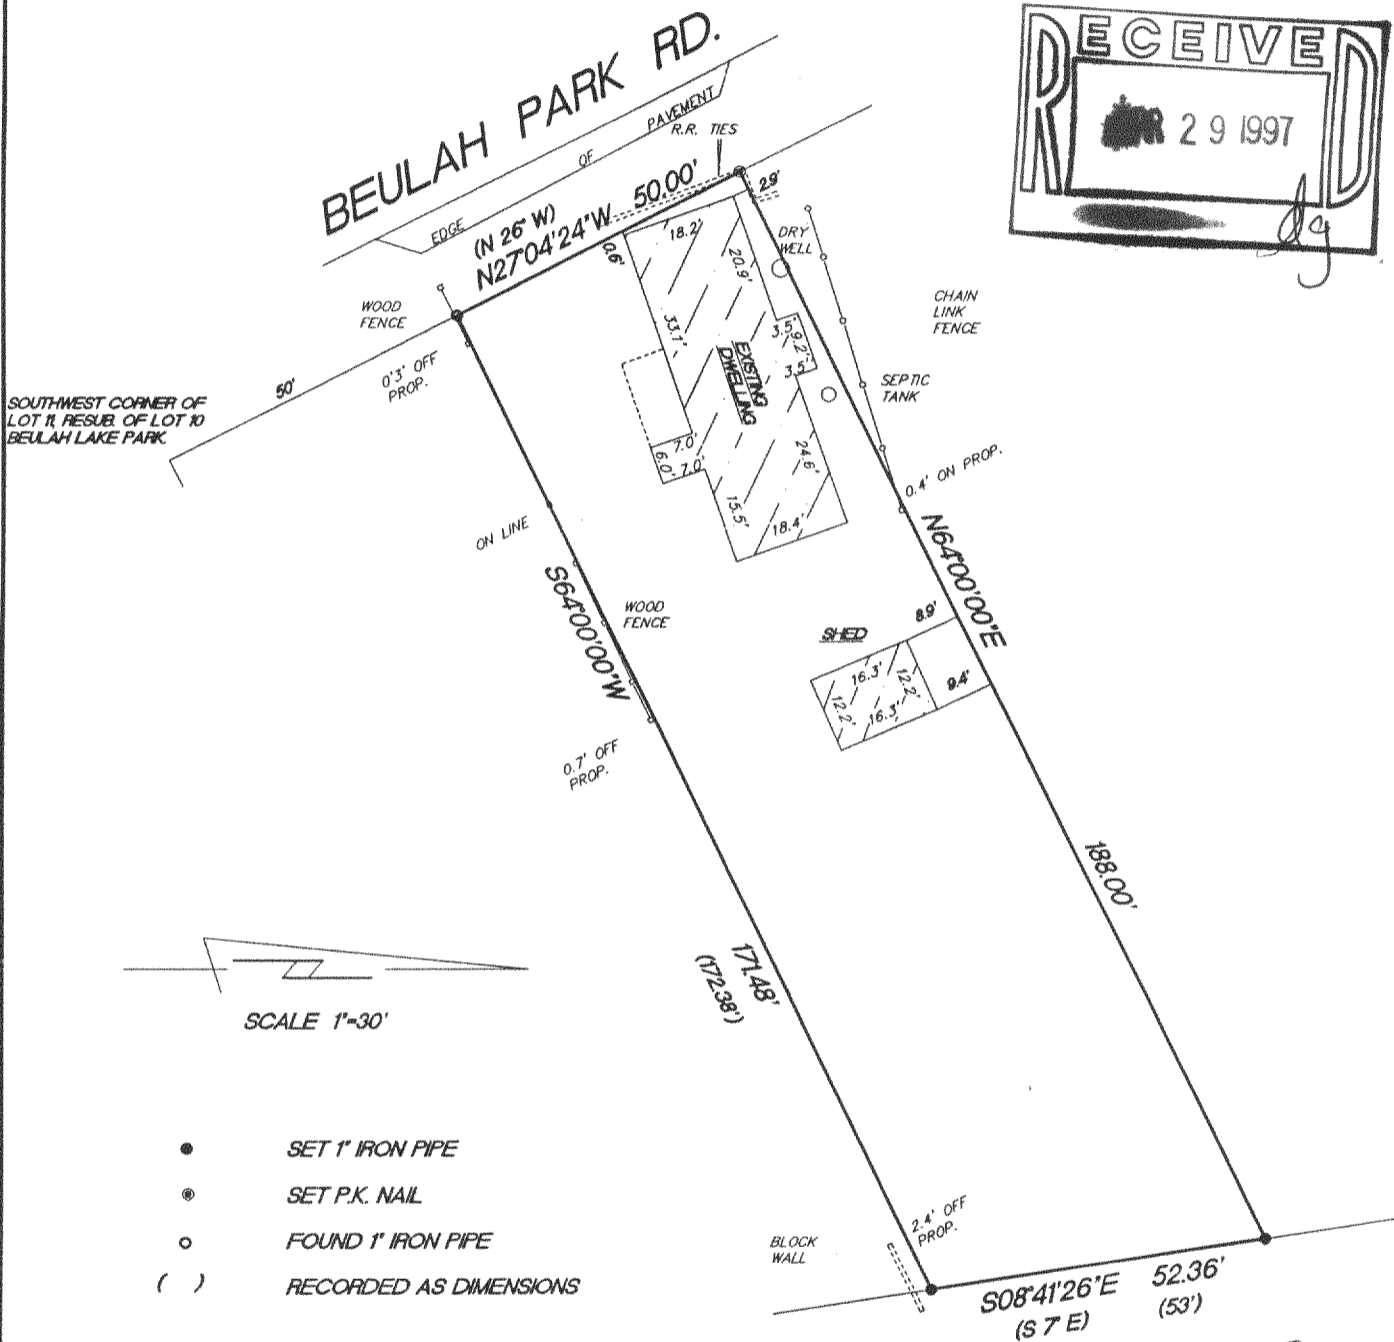 BEULAH PARK RD.
RECEIVED
29 1997
dg
EDGE OF PAVEMENT
R.R. TIES
(N 26° W)
N27°04'24"W 50.00'
2.9'
18.2'
0.6'
20.9'
DRY
WELL
WOOD
FENCE
CHAIN
LINK
FENCE
33.1'
3.5'
9.2'
3.5'
EXISTING
DWELLING
0'3' OFF
PROP.
50'
SEPTIC
TANK
SOUTHWEST CORNER OF
LOT 11, RESUB. OF LOT 10
BEULAH LAKE PARK.
7.0'
6.0'
7.0'
24.6'
0.4' ON PROP.
15.5'
18.4'
ON LINE
N64°00'00"E
S64°00'00"W
WOOD
FENCE
8.9'
SHED
16.3'
12.2'
9.4'
12.2'
16.3'
0.7' OFF
PROP.
188.00'
171.48'
(172.38')
SCALE 1"=30'
SET 1" IRON PIPE
SET P.K. NAIL
FOUND 1" IRON PIPE
( ) RECORDED AS DIMENSIONS
2.4' OFF
PROP.
BLOCK
WALL
S08°41'26"E 52.36'
(S 7° E) (53')